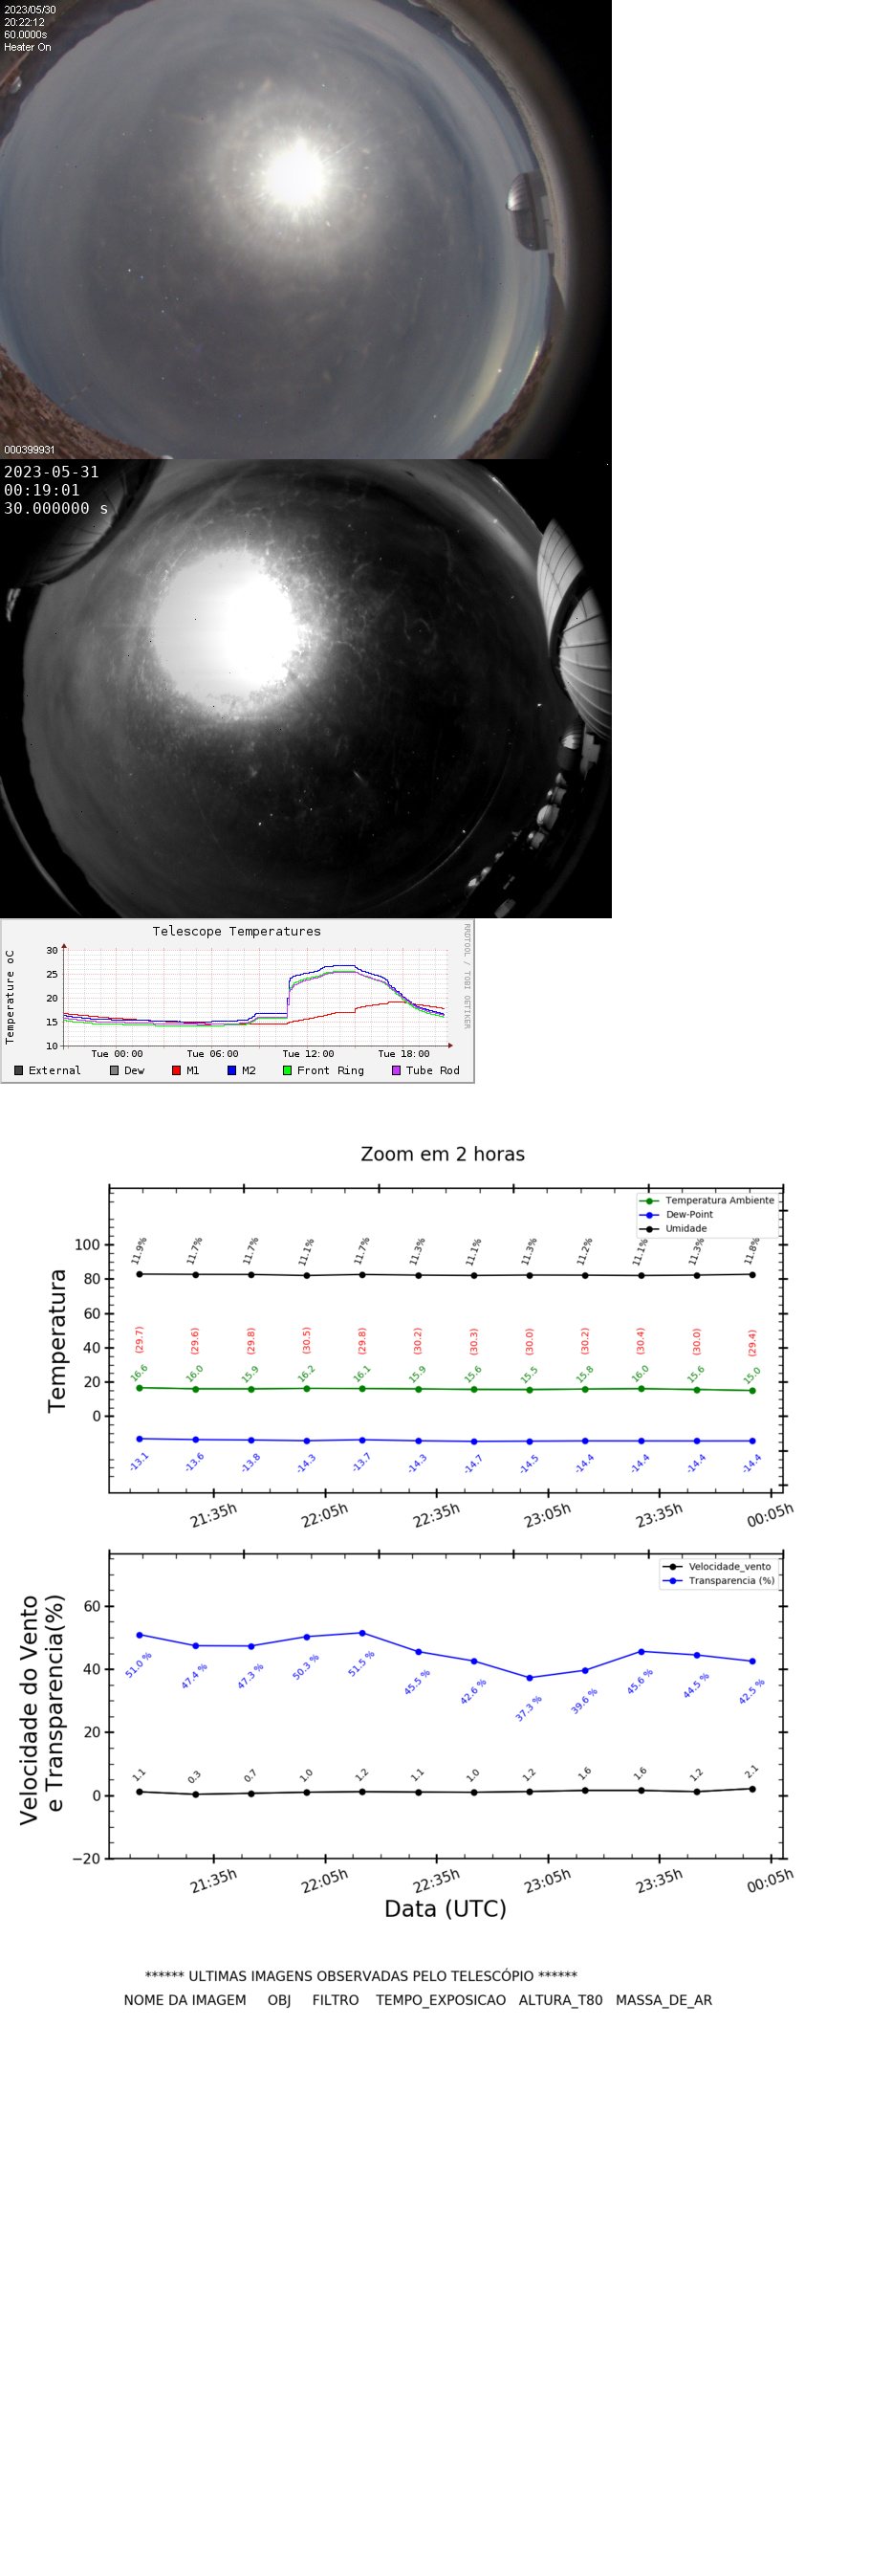 2023/05/30
20:22:12
60.0000s
Heater On
000399931
2023-05-31
00:19:01
30.000000 s
Telescope Temperatures
RRDTOOL / TOBI OETIKER
Temperature oC
30
25
20
15
10
Tue 00:00 Tue 06:00 Tue 12:00 Tue 18:00
External Dew M1 M2 Front Ring Tube Rod
Zoom em 2 horas
Temperatura Ambiente
Dew-Point
Umidade
Temperatura
100
80
60
40
20
0
11.9% 11.7% 11.7% 11.1% 11.7% 11.3% 11.1% 11.3% 11.2% 11.1% 11.3% 11.8%
(29.7) (29.6) (29.8) (30.5) (29.8) (30.2) (30.3) (30.0) (30.2) (30.4) (30.0) (29.4)
16.6 16.0 15.9 16.2 16.1 15.9 15.6 15.5 15.8 16.0 15.6 15.0
-13.1 -13.6 -13.8 -14.3 -13.7 -14.3 -14.7 -14.5 -14.4 -14.4 -14.4 -14.4
21:35h 22:05h 22:35h 23:05h 23:35h 00:05h
Velocidade_vento
Transparencia (%)
Velocidade do Vento
e Transparencia(%)
60
40
20
0
−20
51.0 % 47.4 % 47.3 % 50.3 % 51.5 % 45.5 % 42.6 % 37.3 % 39.6 % 45.6 % 44.5 % 42.5 %
1.1 0.3 0.7 1.0 1.2 1.1 1.0 1.2 1.6 1.6 1.2 2.1
21:35h 22:05h 22:35h 23:05h 23:35h 00:05h
Data (UTC)
****** ULTIMAS IMAGENS OBSERVADAS PELO TELESCÓPIO ******
NOME DA IMAGEM OBJ FILTRO TEMPO_EXPOSICAO ALTURA_T80 MASSA_DE_AR